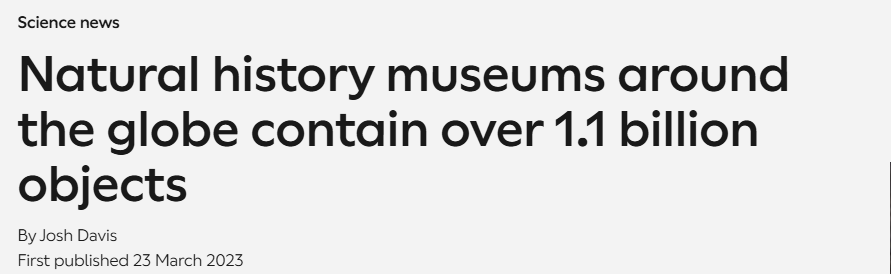 Science news
Natural history museums around
the globe contain over 1.1 billion
objects
By Josh Davis
First published 23 March 2023